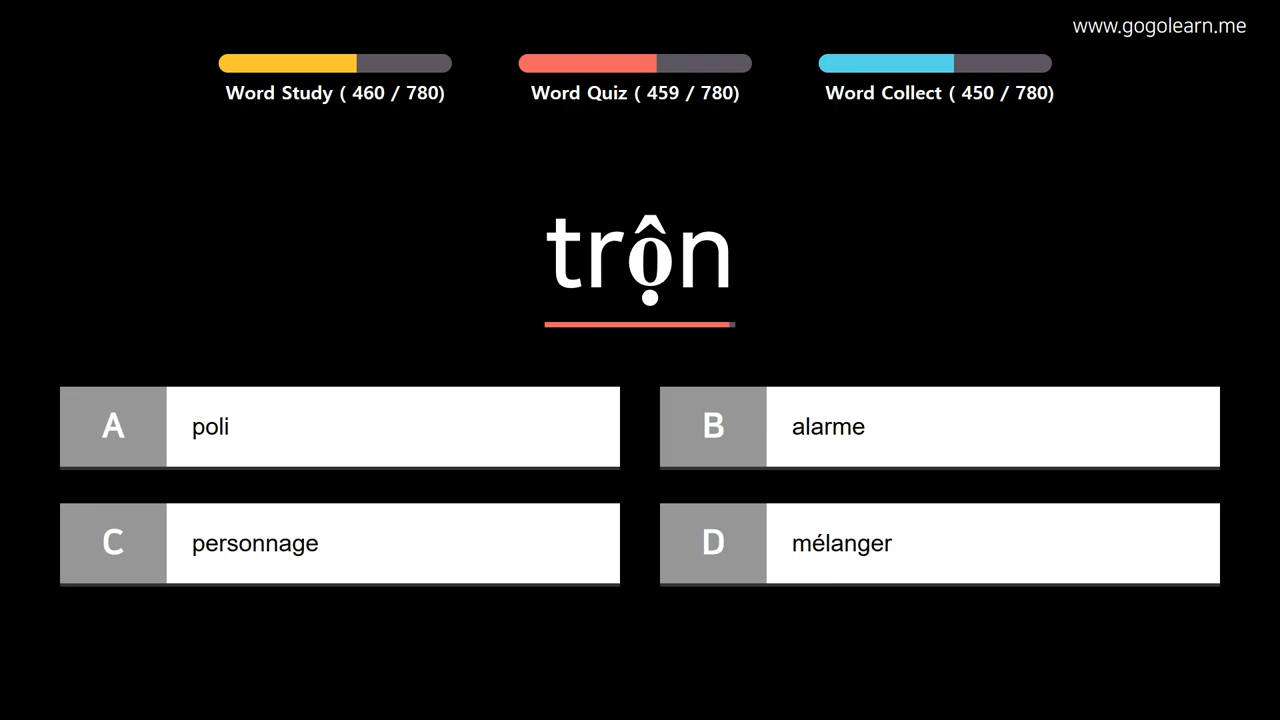 www.gogolearn.me
Word Study ( 460 / 780)
Word Quiz ( 459 / 780)
Word Collect ( 450 / 780)
trộn
A poli
B alarme
C personnage
D mélanger